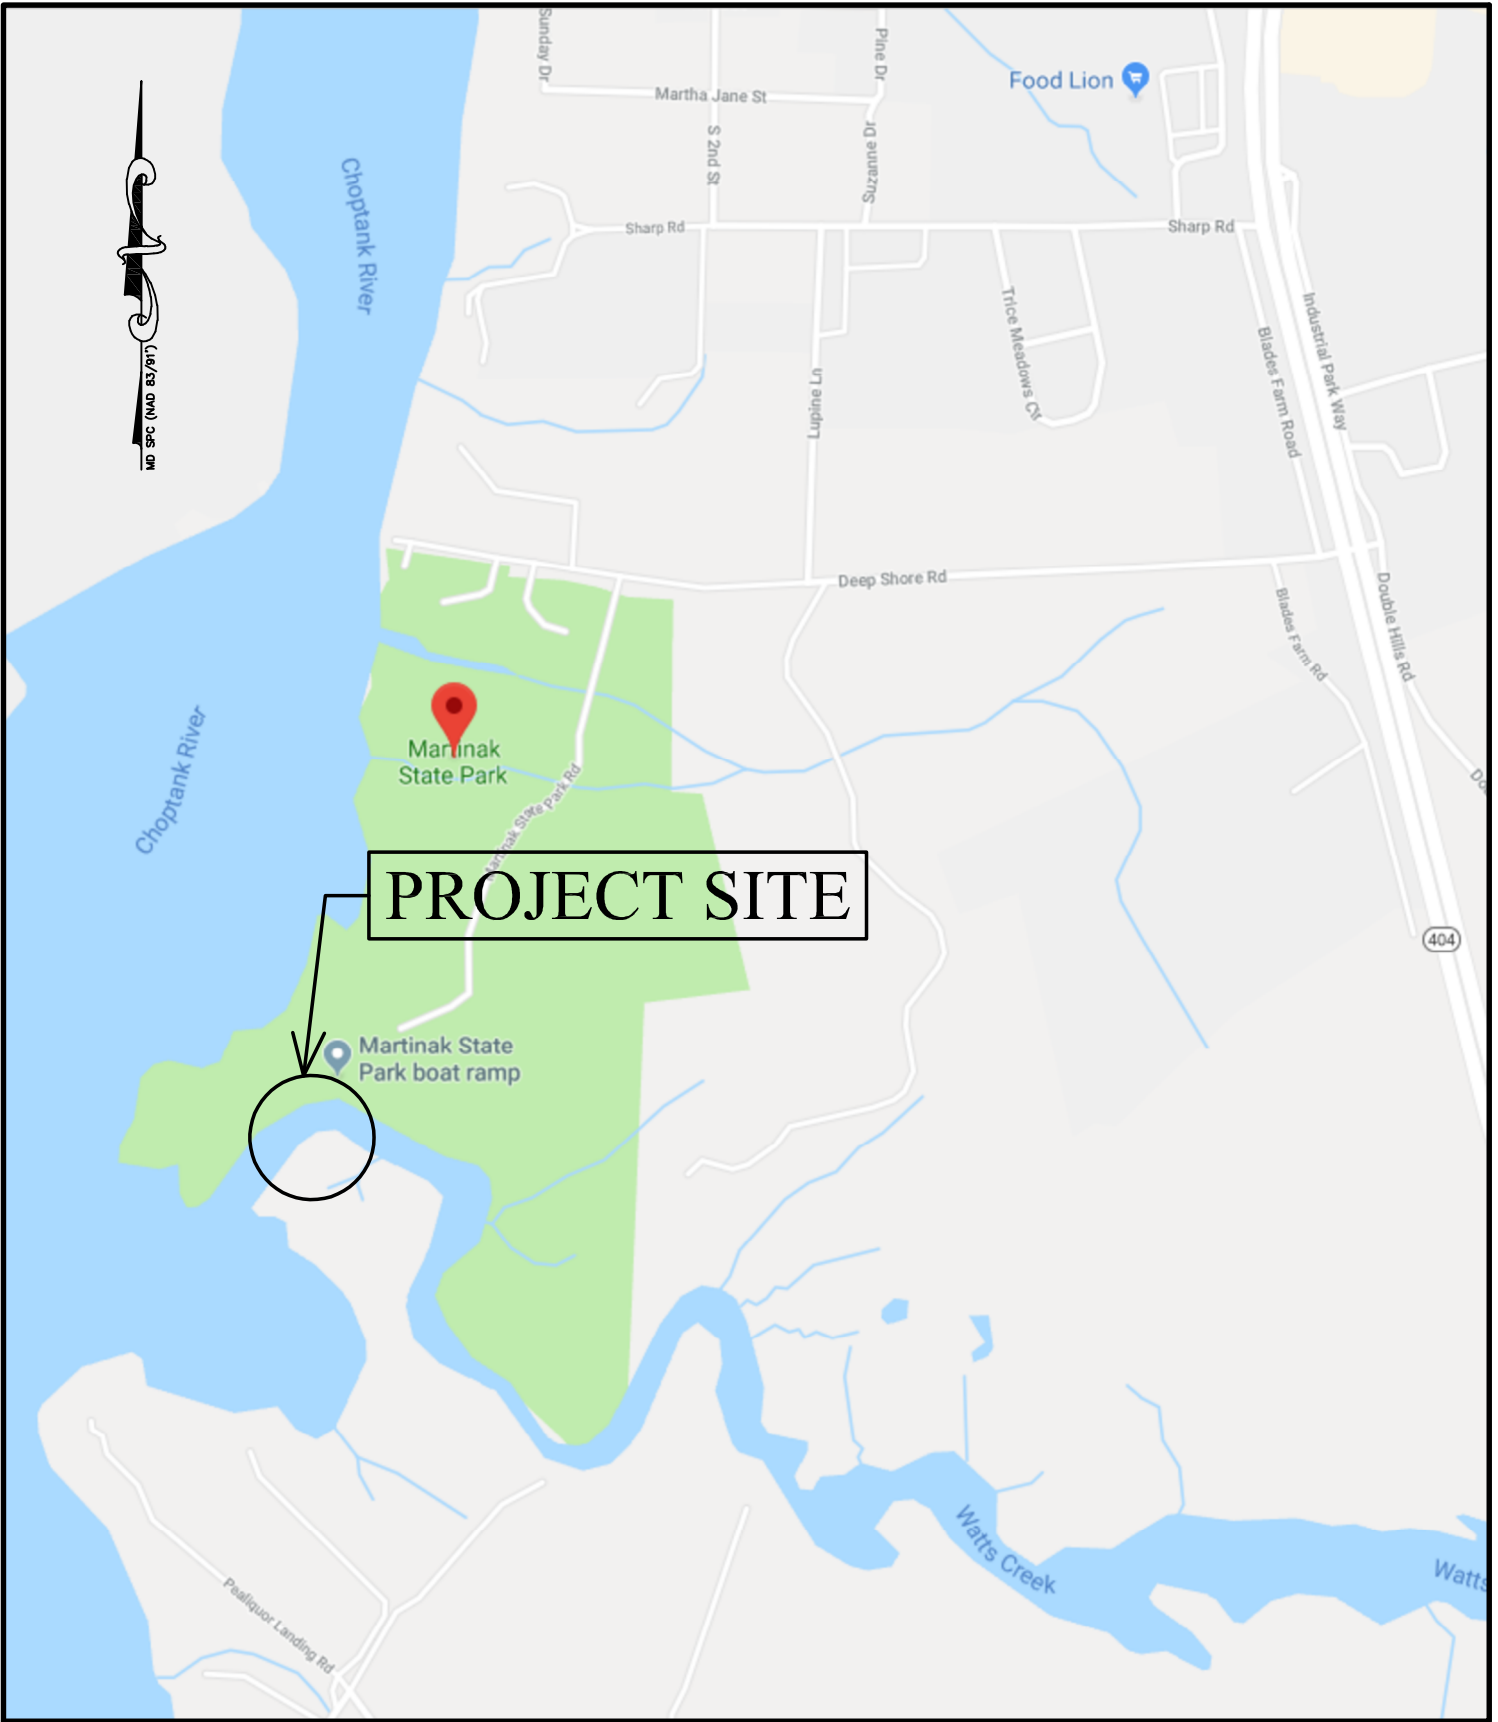 Sunday Dr
Pine Dr
Martha Jane St
Food Lion
S 2nd St
Suzanne Dr
Choptank River
Sharp Rd
Sharp Rd
MD SPC (NAD 83/91")
Trice Meadows Cir
Industrial Park Way
Blades Farm Road
Lupine Ln
Deep Shore Rd
Blades Farm Rd
Double Hills Rd
Choptank River
Martinak
State Park
Martinak State Park Rd
PROJECT SITE
404
Martinak State
Park boat ramp
Watts Creek
Watts
Pealiquor Landing Rd